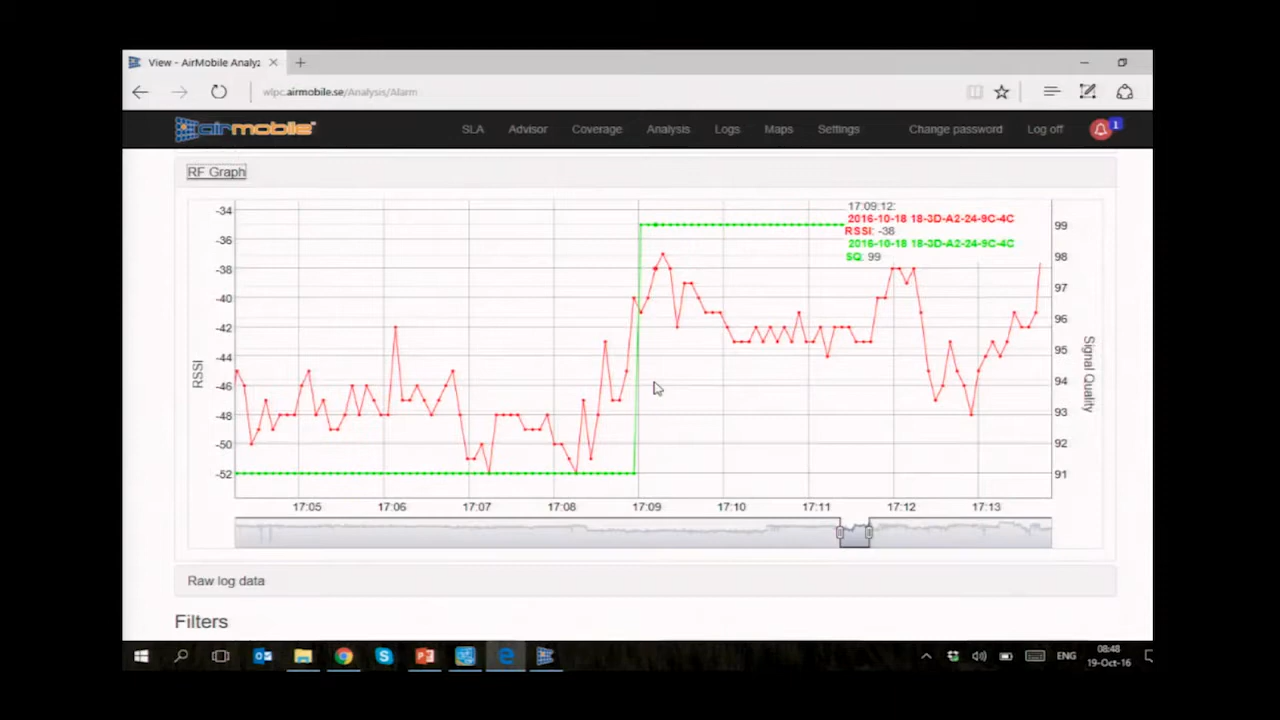 View - AirMobile Analyz
wlpc.airmobile.se/Analysis/Alarm
airmobile
SLA Advisor Coverage Analysis Logs Maps Settings Change password Log off 1
RF Graph
17:09:12:
2016-10-18 18-3D-A2-24-9C-4C
RSSI: -38
2016-10-18 18-3D-A2-24-9C-4C
SQ: 99
-34
-36
-38
-40
-42
-44
-46
-48
-50
-52
RSSI
99
98
97
96
95
94
93
92
91
Signal Quality
17:05 17:06 17:07 17:08 17:09 17:10 17:11 17:12 17:13
Raw log data
Filters
ENG
08:48
19-Oct-16